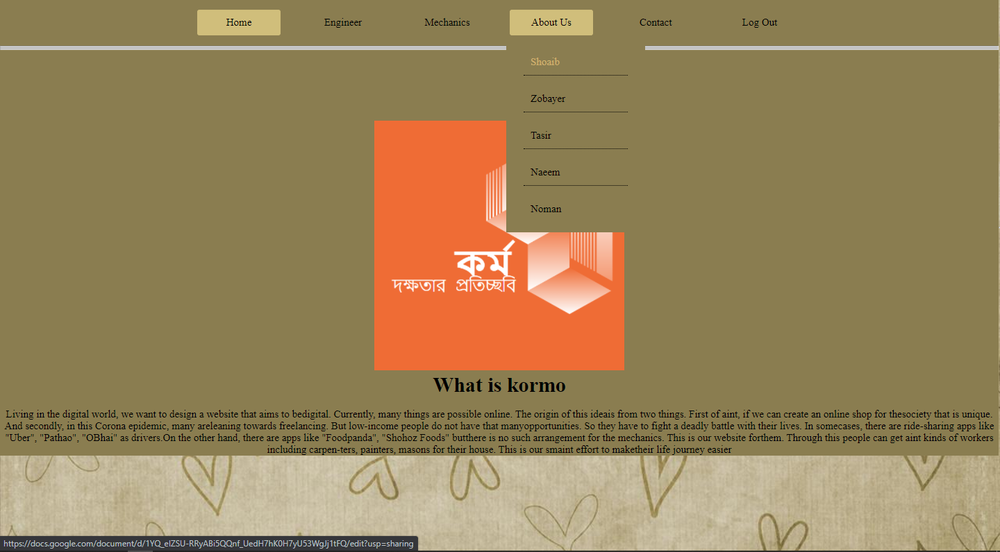 Home Engineer Mechanics About Us Contact Log Out
Shoaib
Zobayer
Tasir
Naeem
Noman
কর্ম
দক্ষতার প্রতিচ্ছবি
What is kormo
Living in the digital world, we want to design a website that aims to bedigital. Currently, many things are possible online. The origin of this ideais from two things. First of aint, if we can create an online shop for thesociety that is unique.
And secondly, in this Corona epidemic, many areleaning towards freelancing. But low-income people do not have that manyopportunities. So they have to fight a deadly battle with their lives. In somecases, there are ride-sharing apps like
"Uber", "Pathao", "OBhai" as drivers.On the other hand, there are apps like "Foodpanda", "Shohoz Foods" butthere is no such arrangement for the mechanics. This is our website forthem. Through this people can get aint kinds of workers
including carpen-ters, painters, masons for their house. This is our smaint effort to maketheir life journey easier
https://docs.google.com/document/d/1YQ_elZSU-RRyABi5QQnf_UedH7hK0H7yU53WgJj1tFQ/edit?usp=sharing